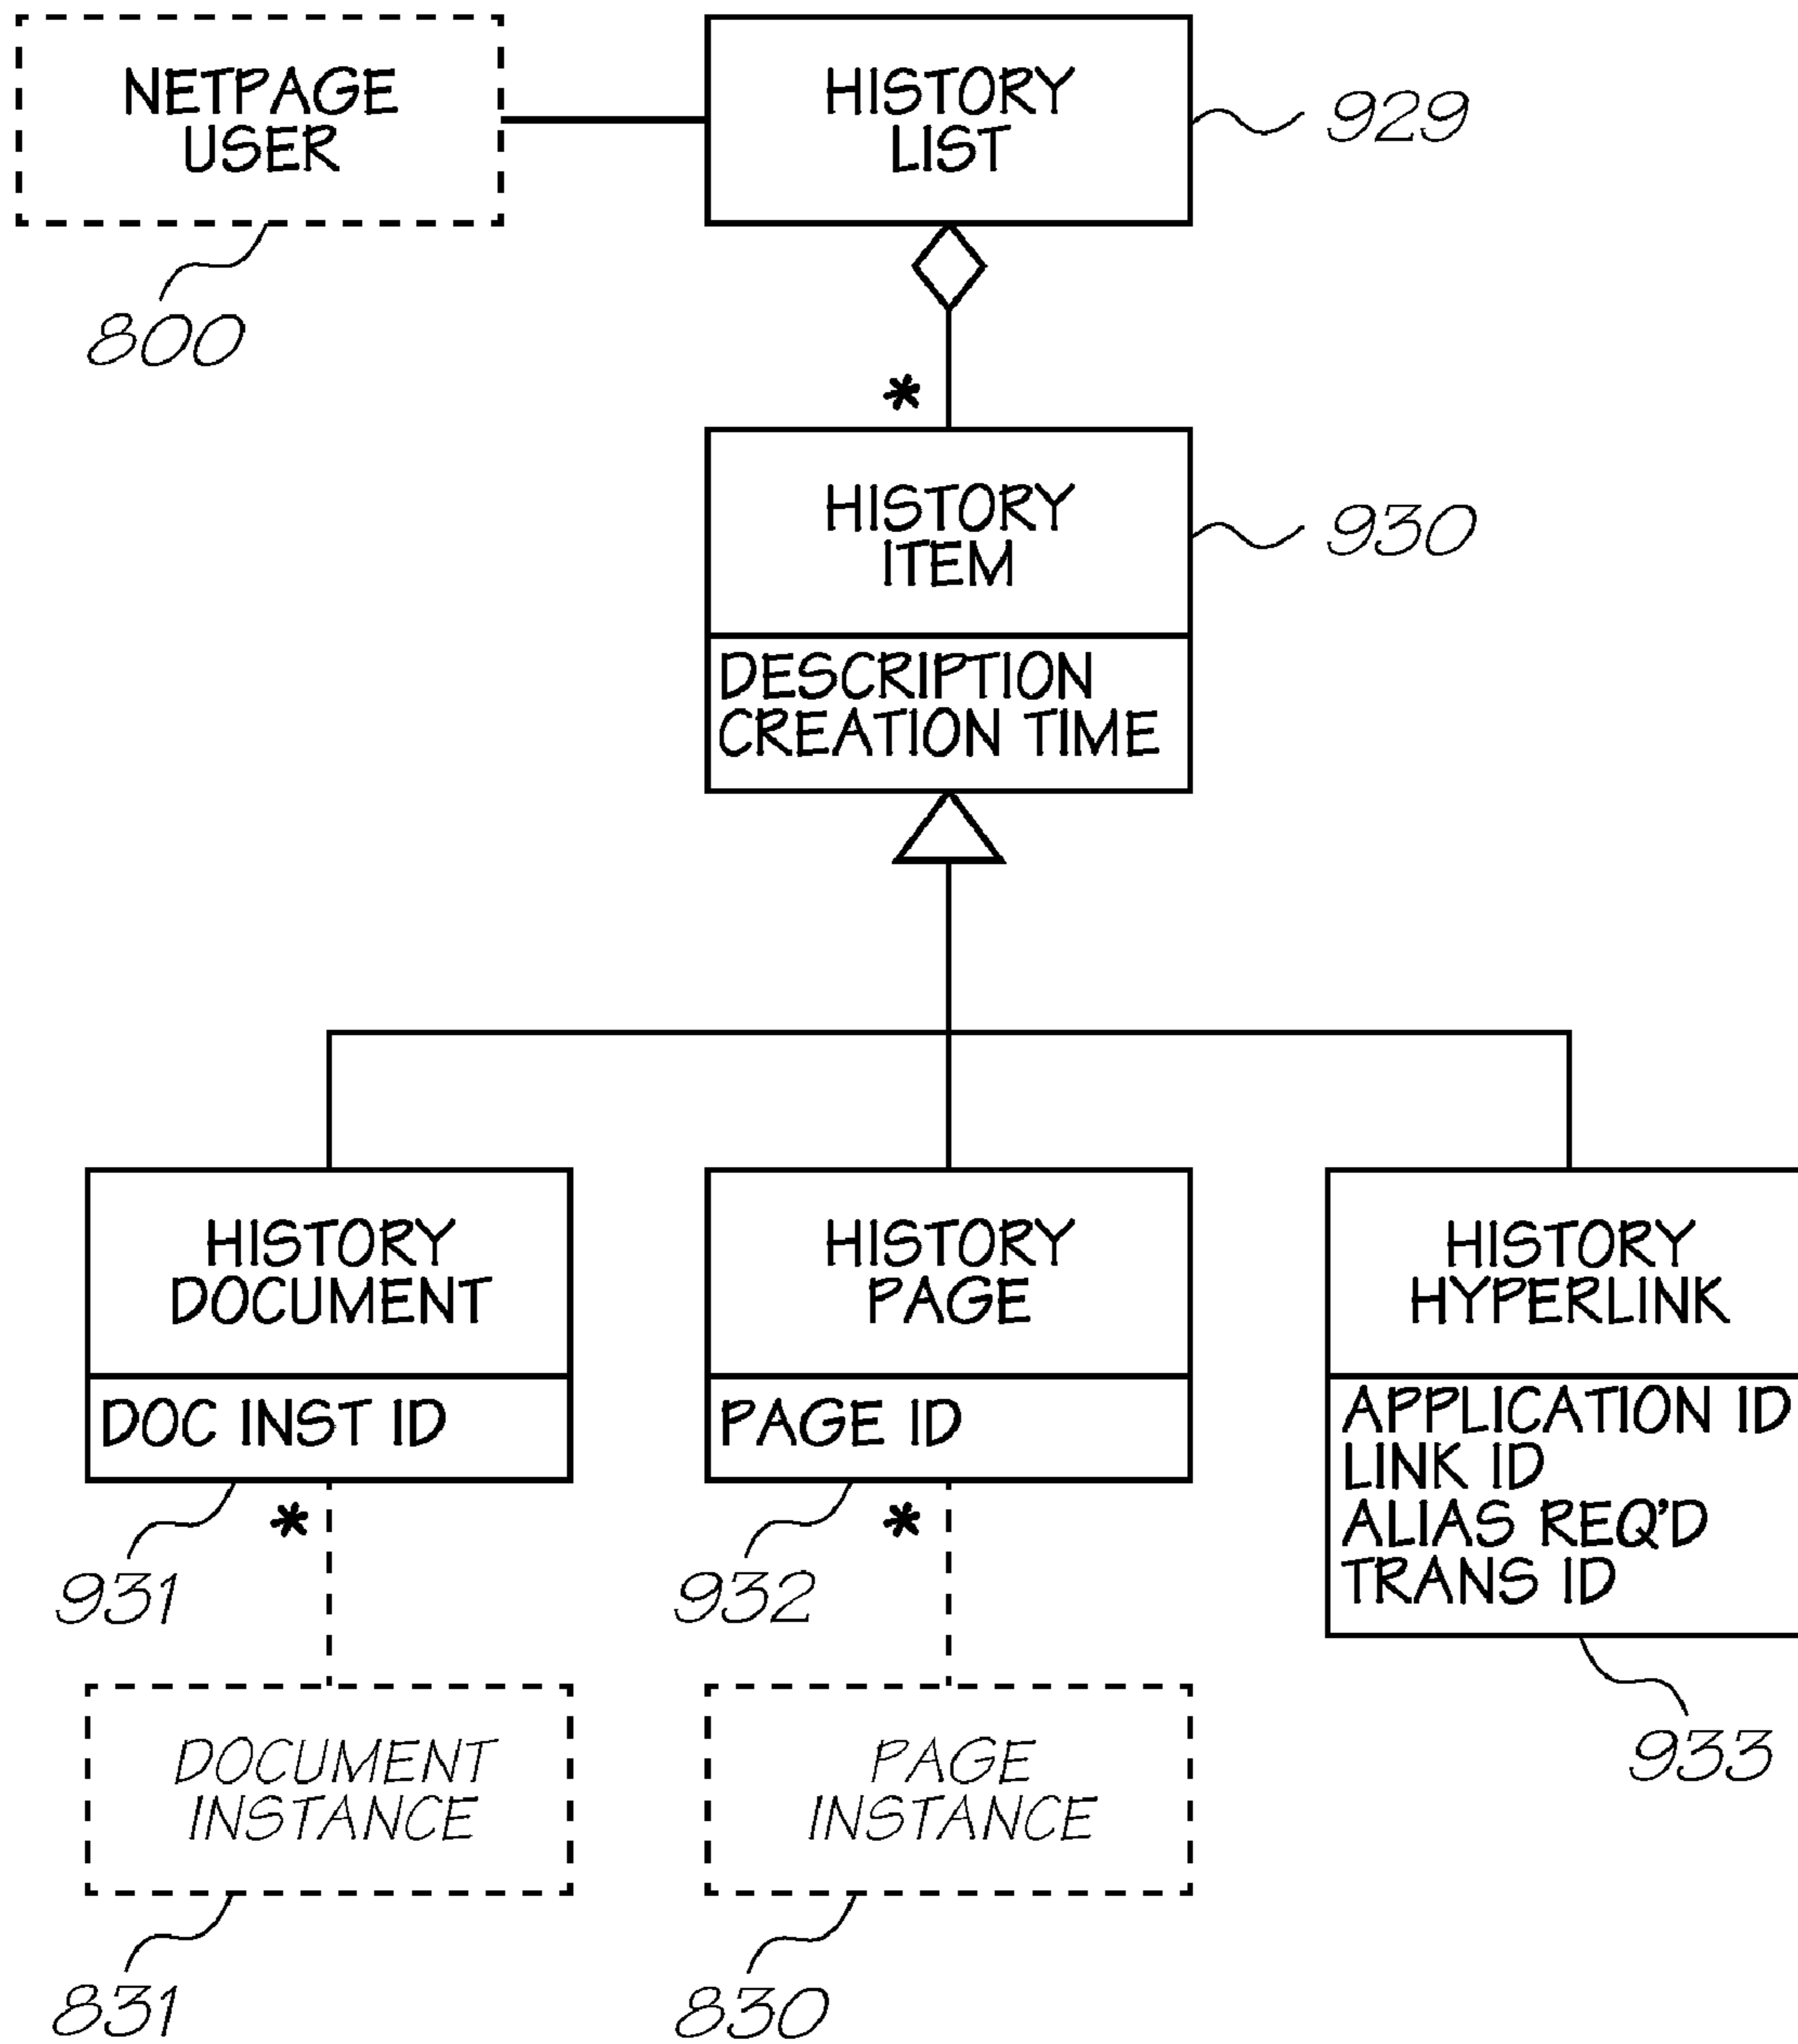 NETPAGE
USER
800
HISTORY
LIST
929
*
HISTORY
ITEM
930
DESCRIPTION
CREATION TIME
HISTORY
DOCUMENT
DOC INST ID
*
931
HISTORY
PAGE
PAGE ID
*
932
HISTORY
HYPERLINK
APPLICATION ID
LINK ID
ALIAS REQ'D
TRANS ID
933
DOCUMENT
INSTANCE
831
PAGE
INSTANCE
830